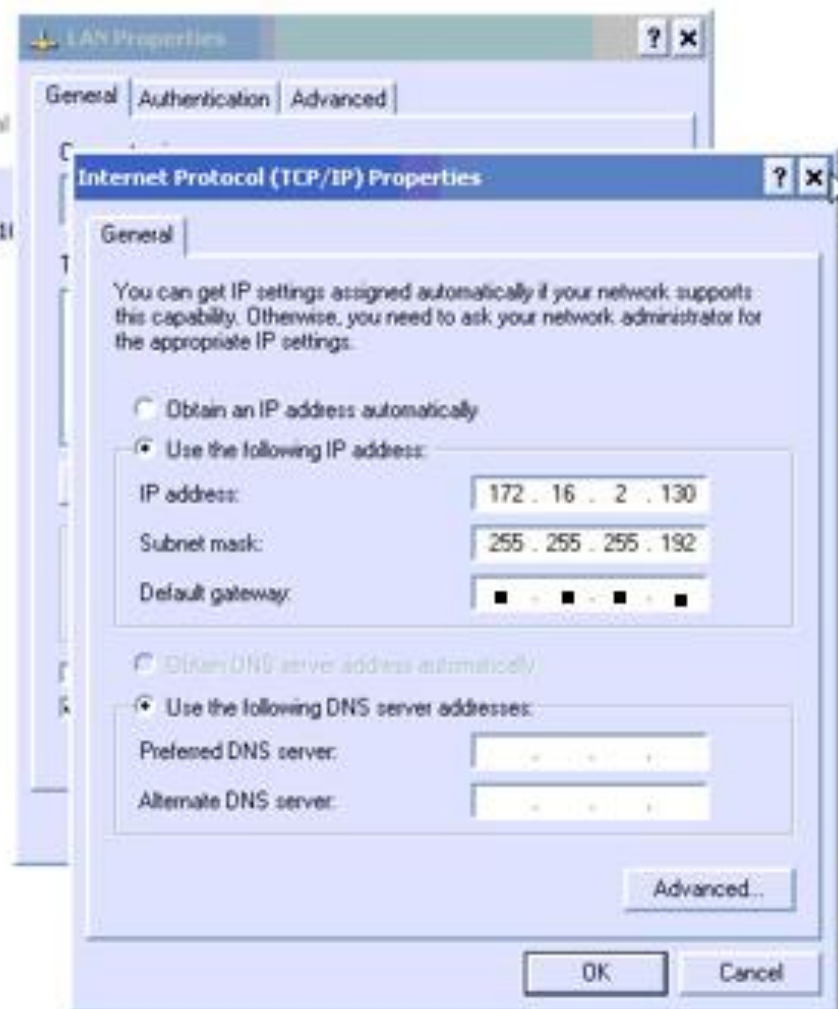 LAN Properties
General Authentication Advanced
Internet Protocol (TCP/IP) Properties
General
You can get IP settings assigned automatically if your network supports
this capability. Otherwise, you need to ask your network administrator for
the appropriate IP settings.
Obtain an IP address automatically
Use the following IP address:
IP address: 172 . 16 . 2 . 130
Subnet mask: 255 . 255 . 255 . 192
Default gateway:
Obtain DNS server address automatically
Use the following DNS server addresses:
Preferred DNS server:
Alternate DNS server:
Advanced...
OK Cancel